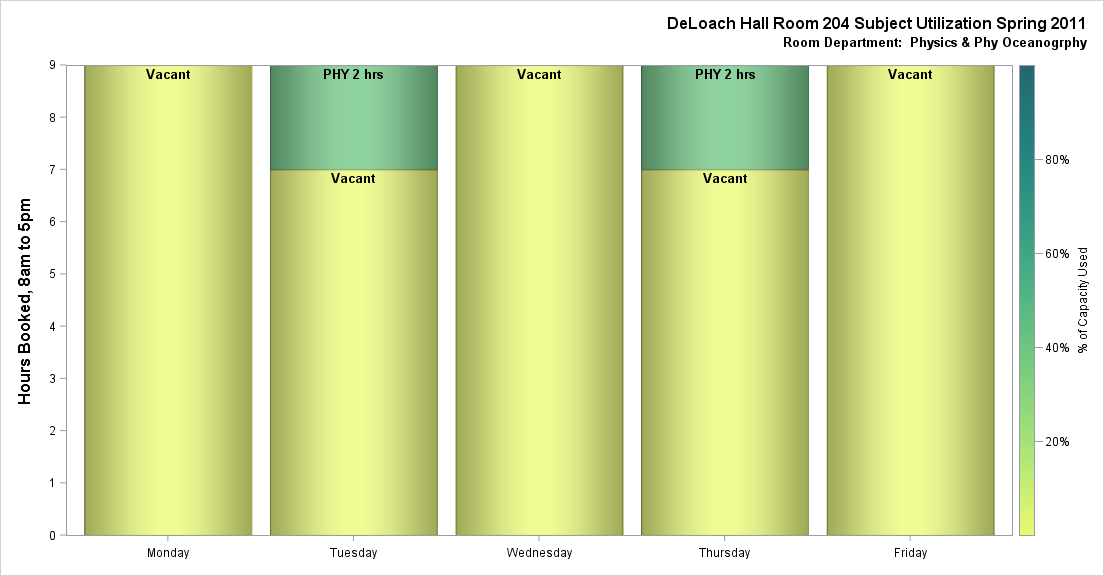 DeLoach Hall Room 204 Subject Utilization Spring 2011
Room Department:  Physics & Phy Oceanogrphy
Hours Booked, 8am to 5pm
9
8
7
6
5
4
3
2
1
0
Vacant
PHY 2 hrs
Vacant
PHY 2 hrs
Vacant
Vacant
Vacant
Monday
Tuesday
Wednesday
Thursday
Friday
80%
60%
40%
20%
% of Capacity Used